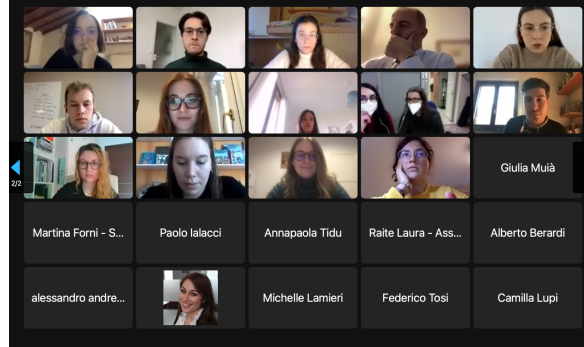 2/2
Giulia Muià
Martina Forni - S...
Paolo Ialacci
Annapaola Tidu
Raite Laura - Ass...
Alberto Berardi
alessandro andre...
Michelle Lamieri
Federico Tosi
Camilla Lupi